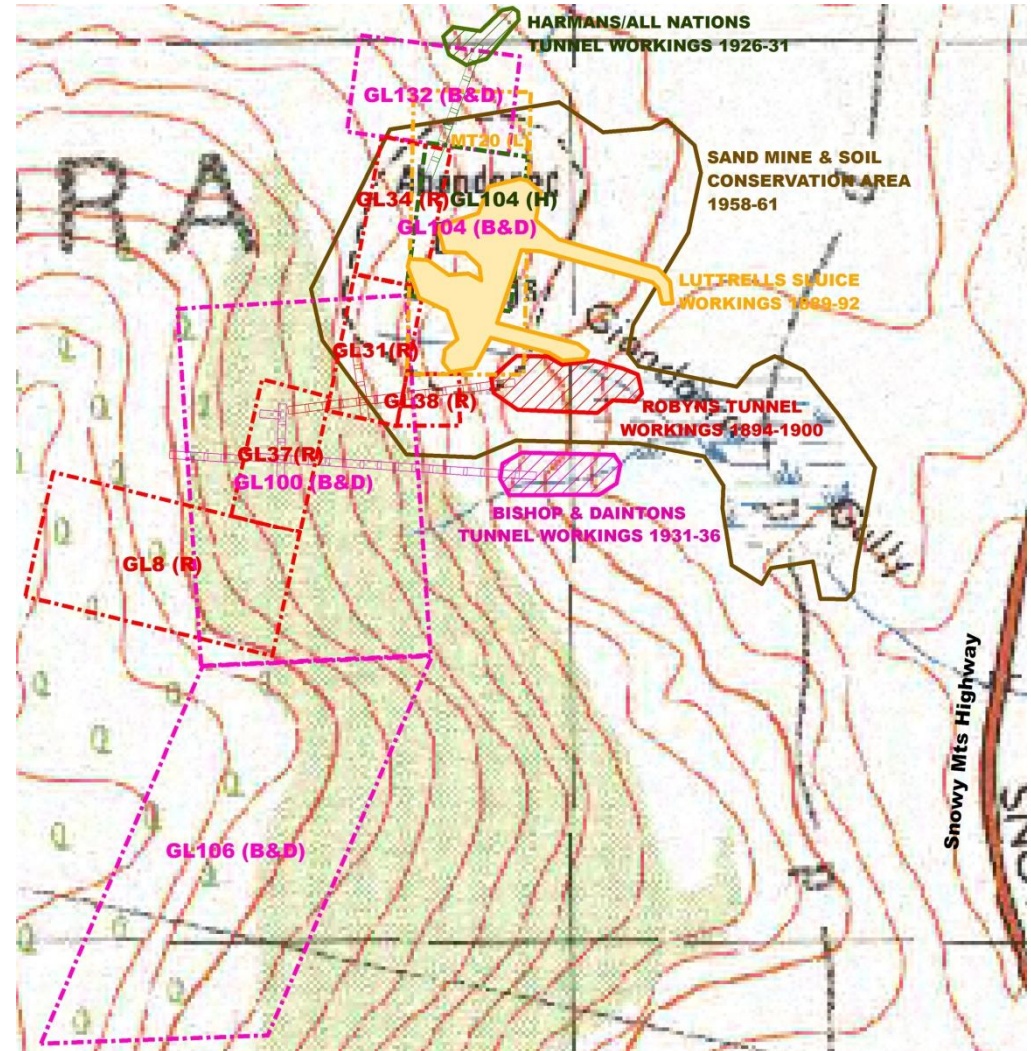 HARMANS/ALL NATIONS
TUNNEL WORKINGS 1926-31
GL132 (B&D)
MT20 (L)
SAND MINE & SOIL
CONSERVATION AREA
1958-61
R A
Abandoned
GL34 (R)
GL104 (H)
GL104 (B&D)
LUTTRELLS SLUICE
WORKINGS 1889-92
GL31(R)
GL38 (R)
ROBYNS TUNNEL
WORKINGS 1894-1900
GL37(R)
GL100 (B&D)
BISHOP & DAINTONS
TUNNEL WORKINGS 1931-36
Gully
GL8 (R)
Snowy Mts Highway
SNO
GL106 (B&D)